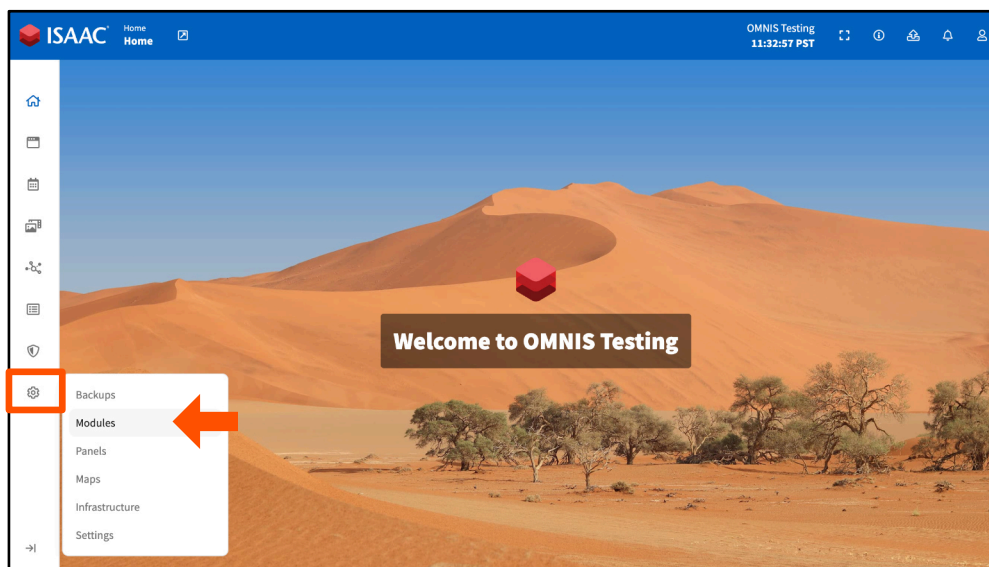 ISAAC
Home
Home
OMNIS Testing
11:32:57 PST
Welcome to OMNIS Testing
Backups
Modules
Panels
Maps
Infrastructure
Settings